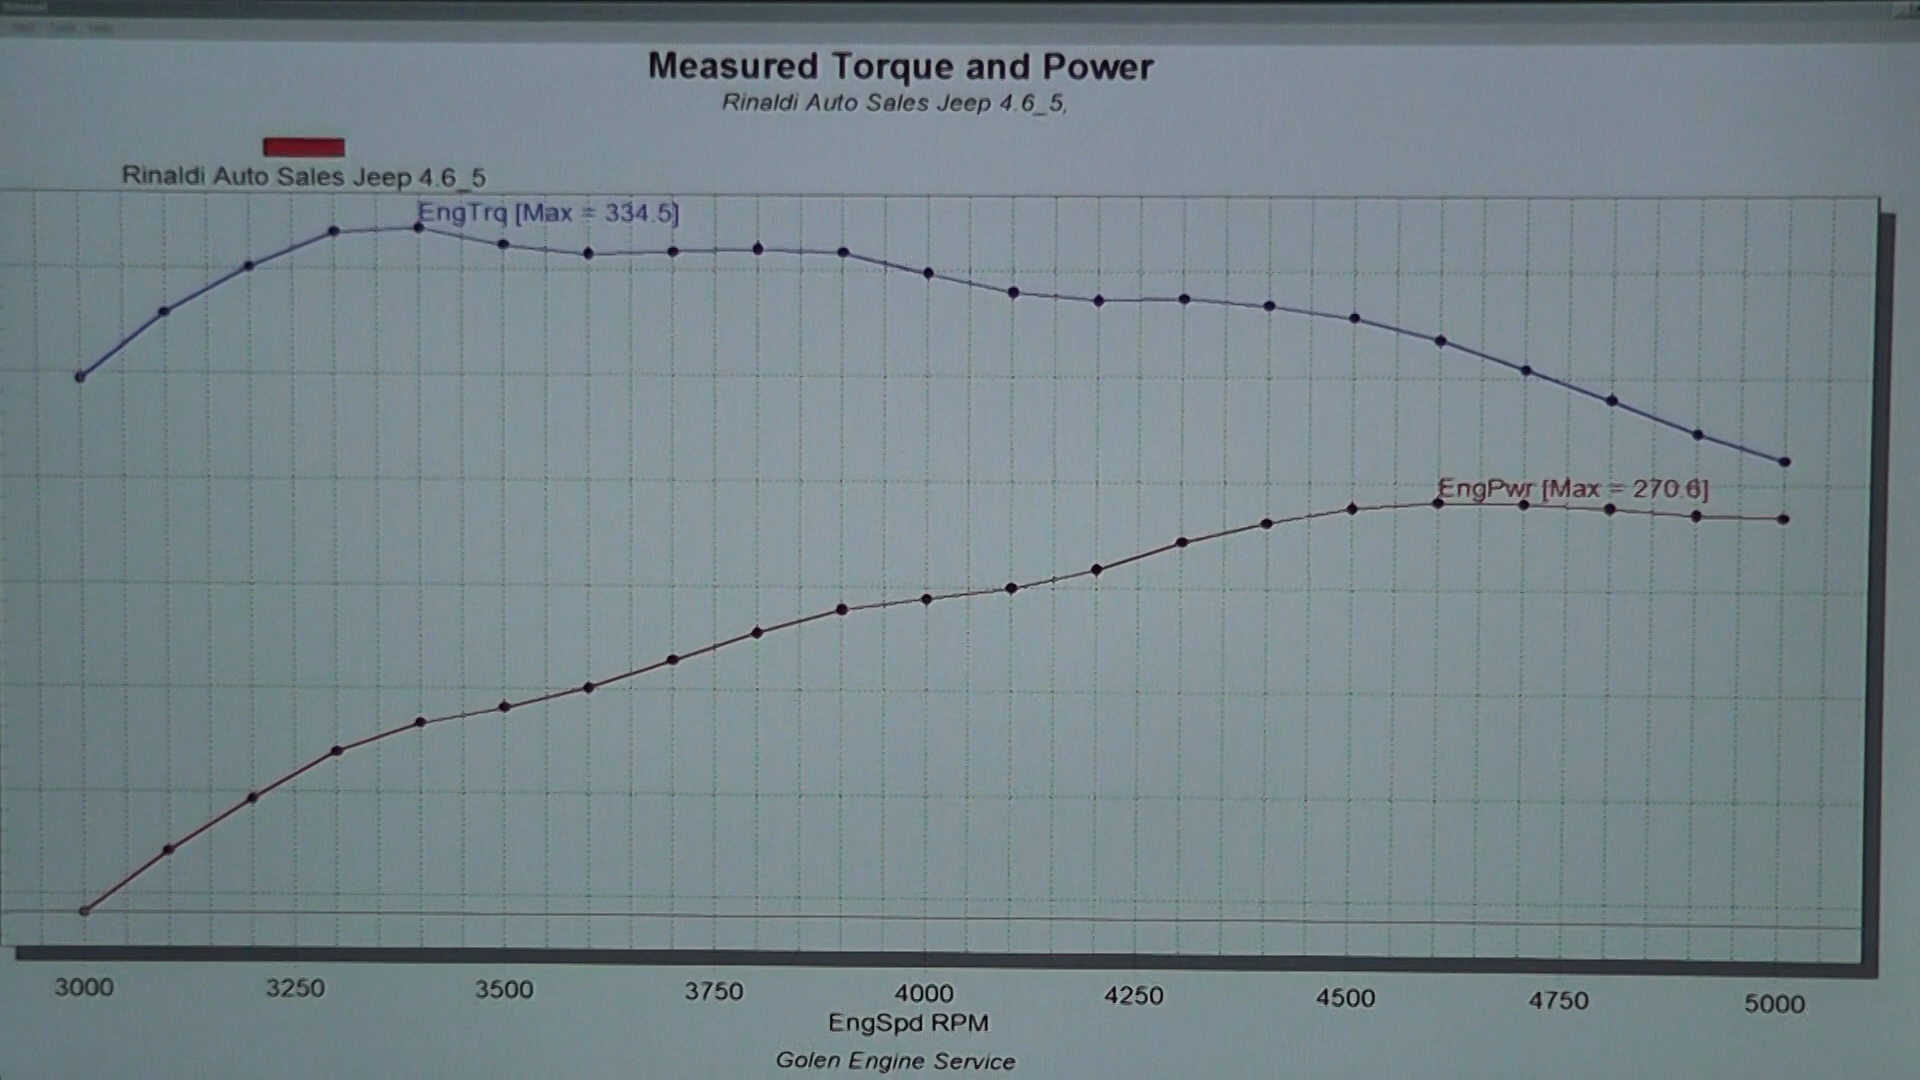 Measured Torque and Power
Rinaldi Auto Sales Jeep 4.6_5,
Rinaldi Auto Sales Jeep 4.6_5
EngTrq [Max = 334.5]
EngPwr [Max = 270.6]
3000 3250 3500 3750 4000 4250 4500 4750 5000
EngSpd RPM
Golen Engine Service